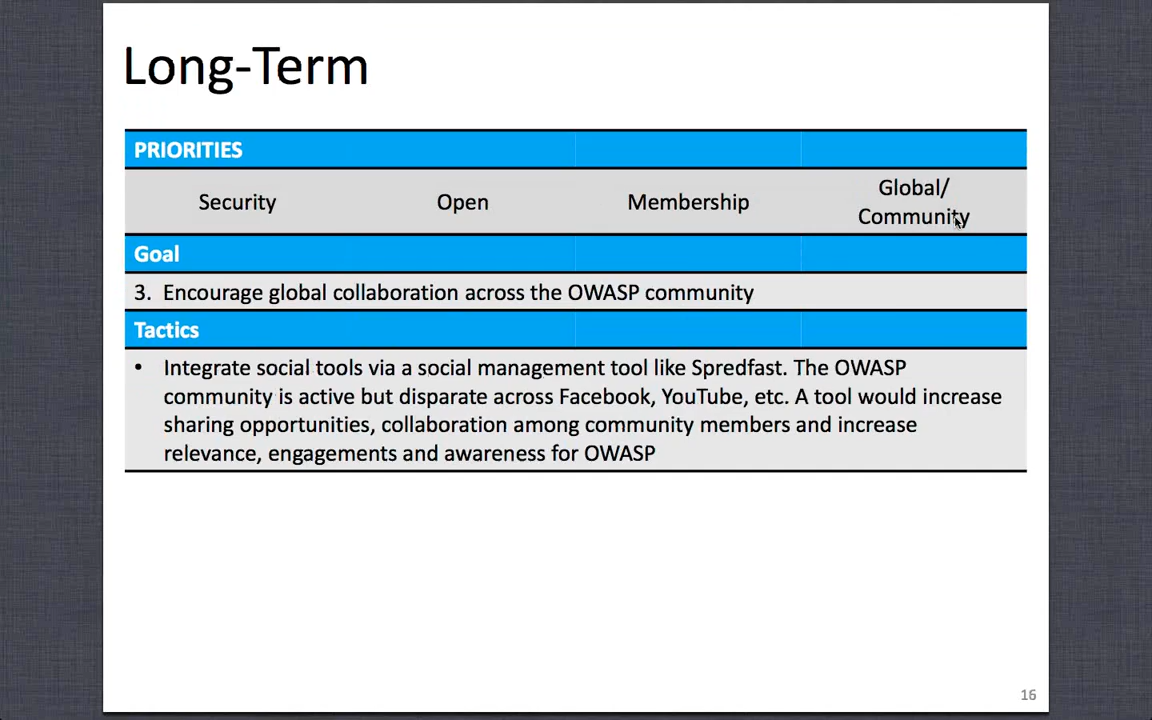 Long-Term
PRIORITIES
Security Open Membership Global/
Community
Goal
3. Encourage global collaboration across the OWASP community
Tactics
• Integrate social tools via a social management tool like Spredfast. The OWASP
community is active but disparate across Facebook, YouTube, etc. A tool would increase
sharing opportunities, collaboration among community members and increase
relevance, engagements and awareness for OWASP
16